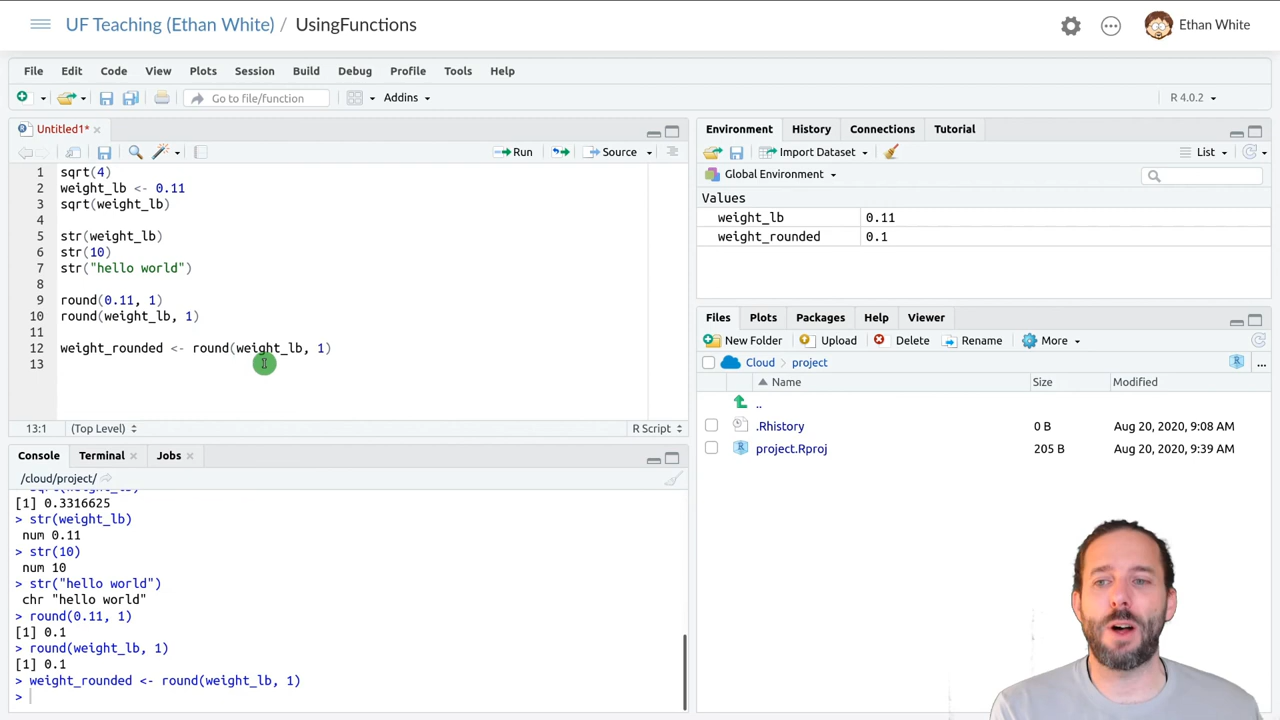 UF Teaching (Ethan White) / UsingFunctions
Ethan White
File Edit Code View Plots Session Build Debug Profile Tools Help
Go to file/function
Addins
R 4.0.2
Untitled1*
Run
Source
1 sqrt(4)
2 weight_lb <- 0.11
3 sqrt(weight_lb)
4
5 str(weight_lb)
6 str(10)
7 str("hello world")
8
9 round(0.11, 1)
10 round(weight_lb, 1)
11
12 weight_rounded <- round(weight_lb, 1)
13
13:1 (Top Level) R Script
Console Terminal Jobs
/cloud/project/
> sqrt(weight_lb)
[1] 0.3316625
> str(weight_lb)
num 0.11
> str(10)
num 10
> str("hello world")
chr "hello world"
> round(0.11, 1)
[1] 0.1
> round(weight_lb, 1)
[1] 0.1
> weight_rounded <- round(weight_lb, 1)
>
Environment History Connections Tutorial
Import Dataset
List
Global Environment
Values
weight_lb 0.11
weight_rounded 0.1
Files Plots Packages Help Viewer
New Folder Upload Delete Rename More
Cloud project
...
Name Size Modified
..
.Rhistory 0 B Aug 20, 2020, 9:08 AM
project.Rproj 205 B Aug 20, 2020, 9:39 AM